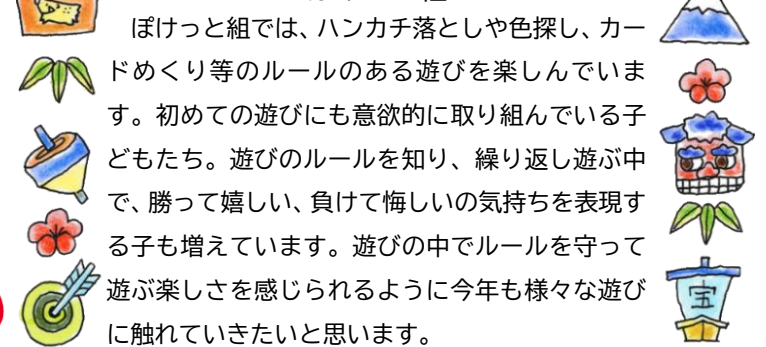 ぽけっと組では、ハンカチ落としや色探し、カー
ドめくり等のルールのある遊びを楽しんでいま
す。初めての遊びにも意欲的に取り組んでいる子
どもたち。遊びのルールを知り、繰り返し遊ぶ中
で、勝って嬉しい、負けて悔しいの気持ちを表現す
る子も増えています。遊びの中でルールを守って
遊ぶ楽しさを感じられるように今年も様々な遊び
に触れていきたいと思います。
宝